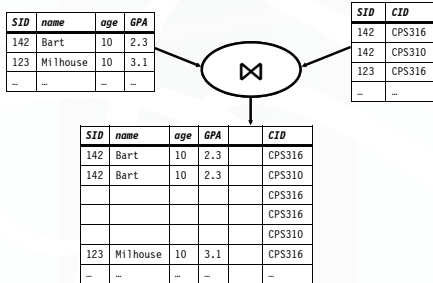 SID name age GPA
142 Bart 10 2.3
123 Milhouse 10 3.1
… … … …
SID CID
142 CPS316
142 CPS310
123 CPS316
… …
⋈
SID name age GPA CID
142 Bart 10 2.3 CPS316
142 Bart 10 2.3 CPS310
CPS316
CPS316
CPS310
123 Milhouse 10 3.1 CPS316
… … … … …